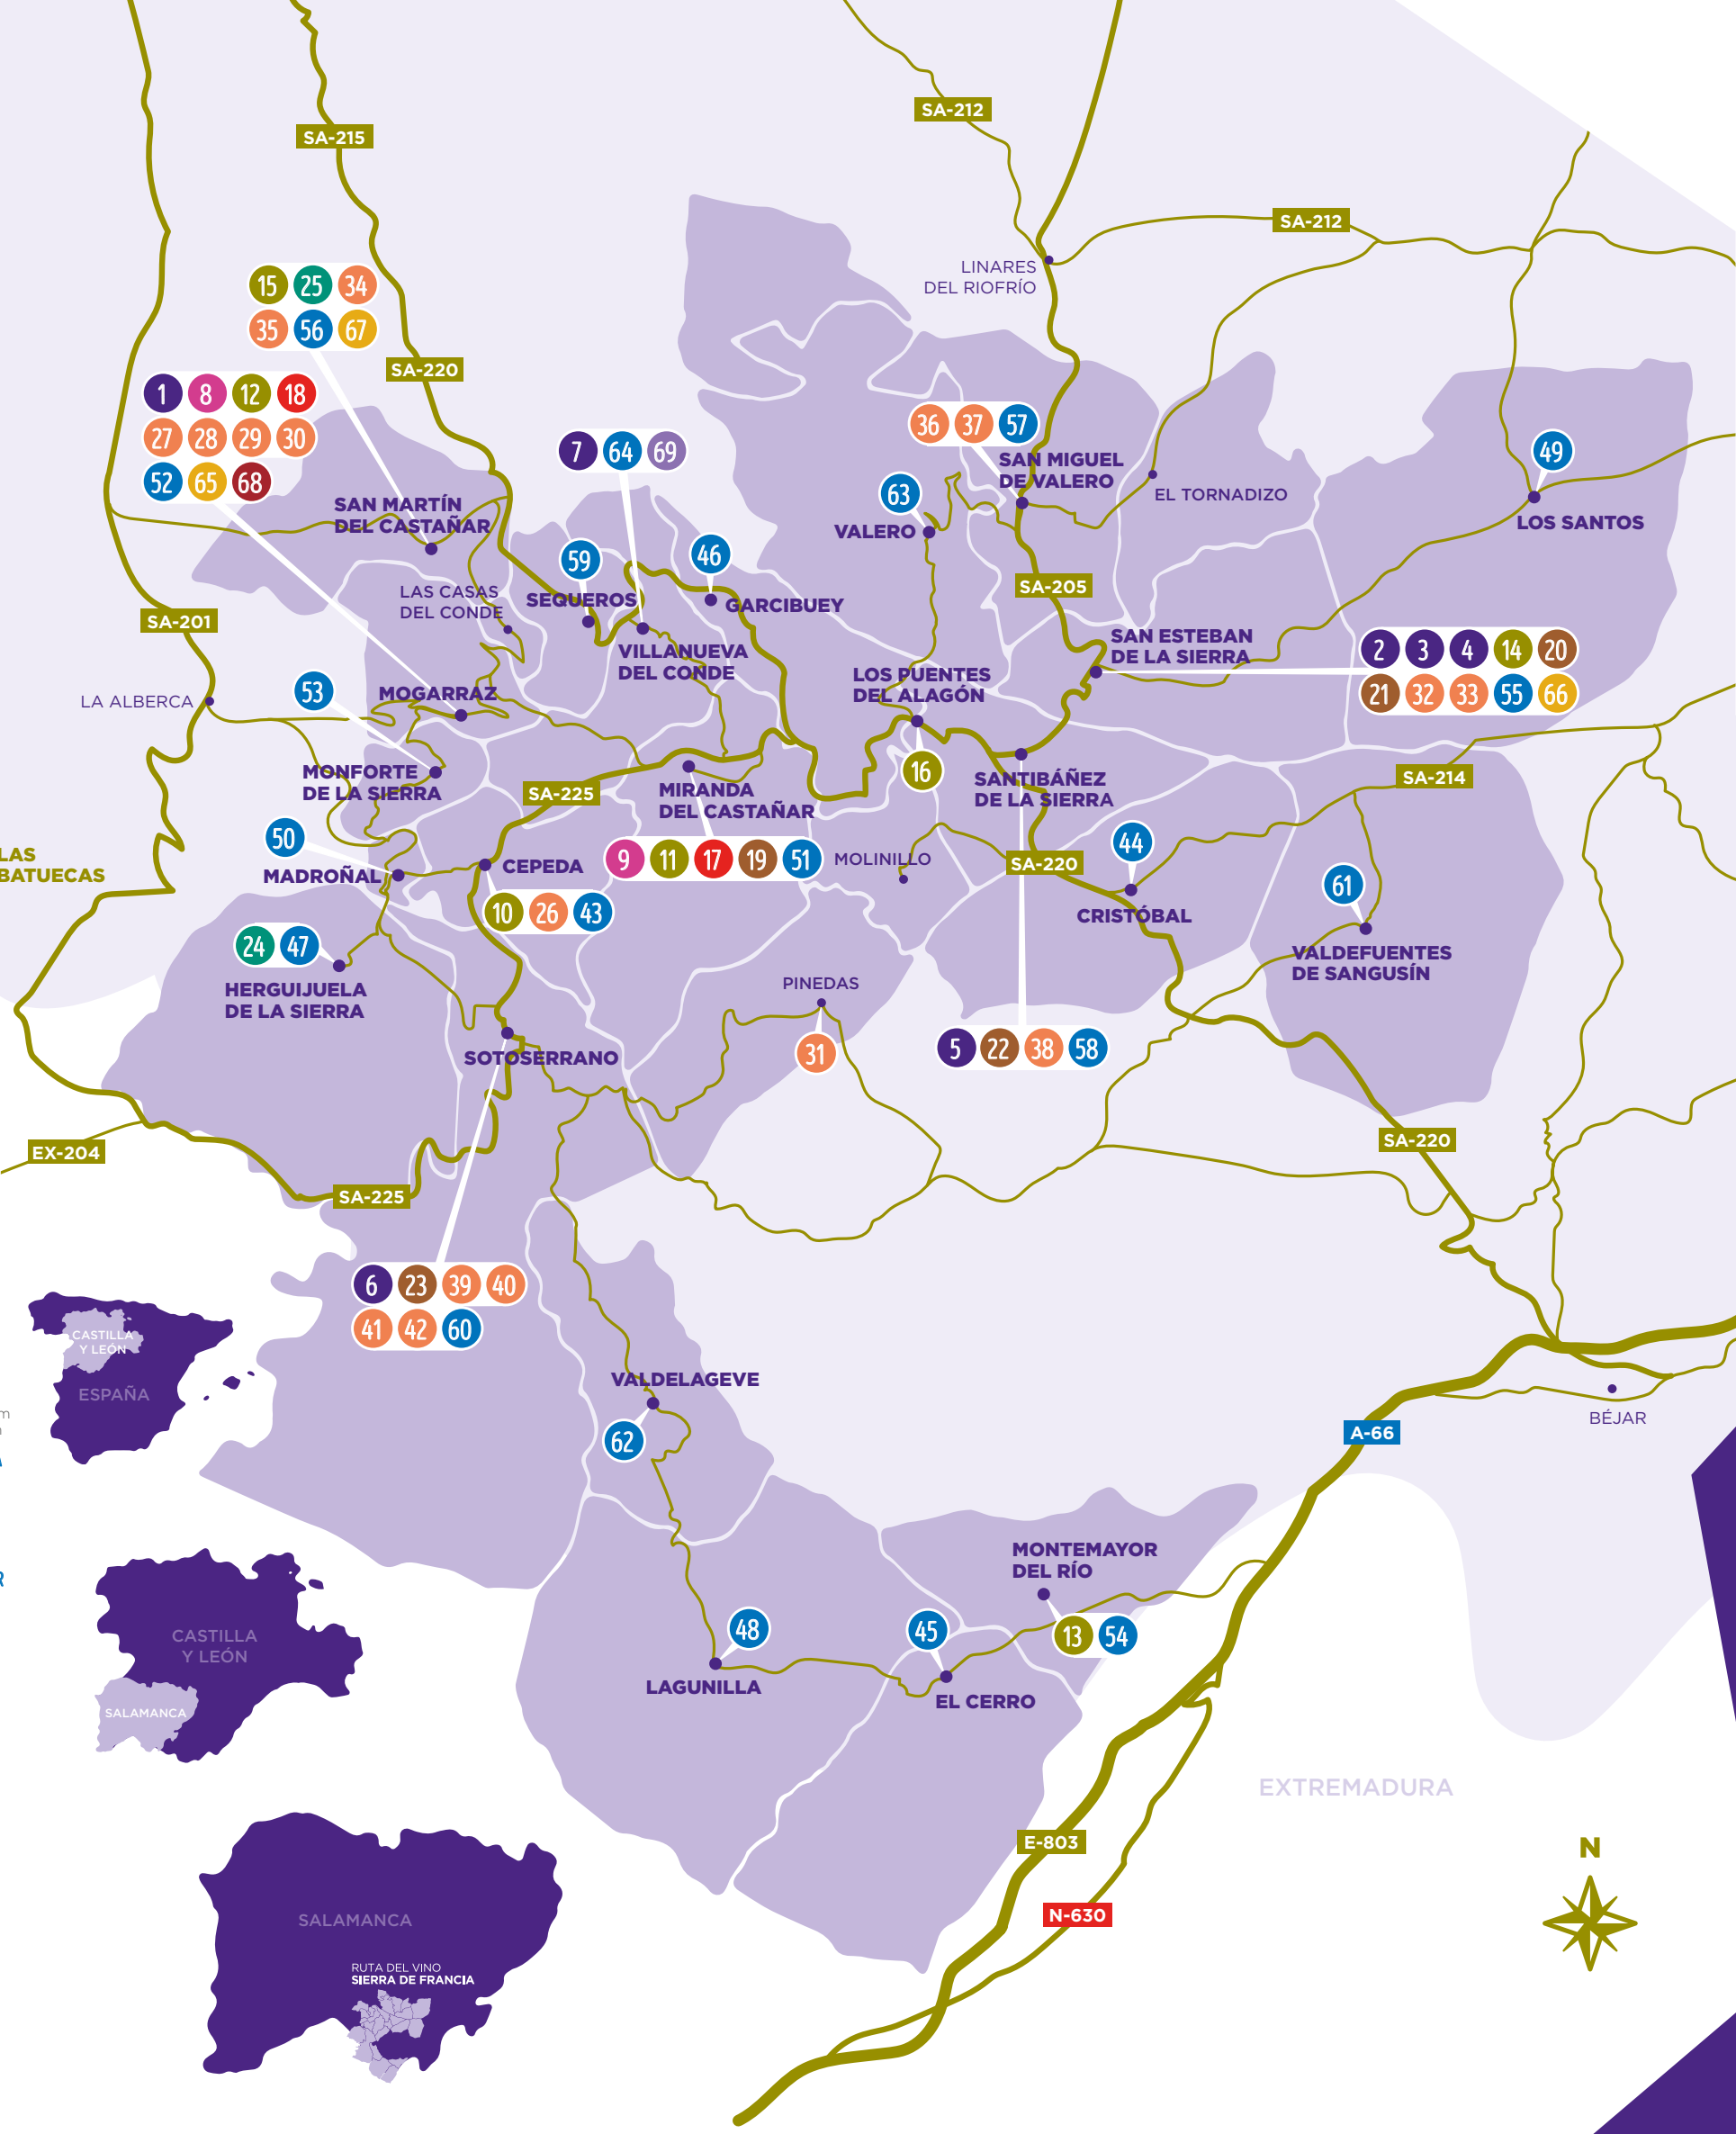 SA-212
SA-215
SA-212
LINARES
DEL RIOFRÍO
15 25 34
35 56 67
SA-220
1 8 12 18
27 28 29 30
52 65 68
36 37 57
7 64 69
49
SAN MIGUEL
DE VALERO
63
EL TORNADIZO
SAN MARTÍN
DEL CASTAÑAR
LOS SANTOS
VALERO
59
46
SA-205
LAS CASAS
DEL CONDE
SEQUEROS
GARCIBUEY
SA-201
SAN ESTEBAN
DE LA SIERRA
2 3 4 14 20
21 32 33 55 66
VILLANUEVA
DEL CONDE
LOS PUENTES
DEL ALAGÓN
53
MOGARRAZ
LA ALBERCA
16
MONFORTE
DE LA SIERRA
SA-225
MIRANDA
DEL CASTAÑAR
SANTIBÁÑEZ
DE LA SIERRA
SA-214
50
44
LAS
BATUECAS
MADROÑAL
CEPEDA
9 11 17 19 51
MOLINILLO
SA-220
61
10 26 43
CRISTÓBAL
24 47
VALDEFUENTES
DE SANGUSÍN
HERGUIJUELA
DE LA SIERRA
PINEDAS
SOTOSERRANO
31
5 22 38 58
EX-204
SA-220
SA-225
6 23 39 40
41 42 60
CASTILLA
Y LEÓN
ESPAÑA
VALDELAGEVE
62
BÉJAR
A-66
MONTEMAYOR
DEL RÍO
48
45
13 54
CASTILLA
Y LEÓN
LAGUNILLA
EL CERRO
SALAMANCA
EXTREMADURA
E-803
N
N-630
SALAMANCA
RUTA DEL VINO
SIERRA DE FRANCIA